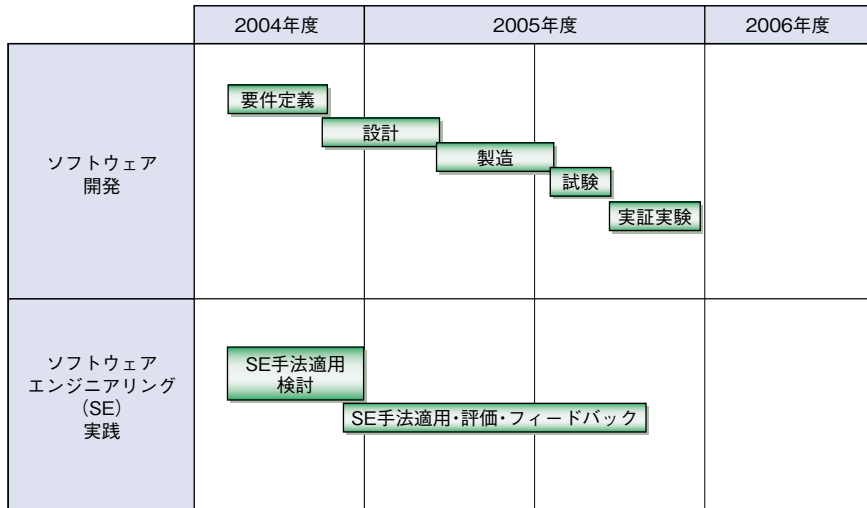 2004年度
2005年度
2006年度
ソフトウェア
開発
要件定義
設計
製造
試験
実証実験
ソフトウェア
エンジニアリング
(SE)
実践
SE手法適用
検討
SE手法適用・評価・フィードバック